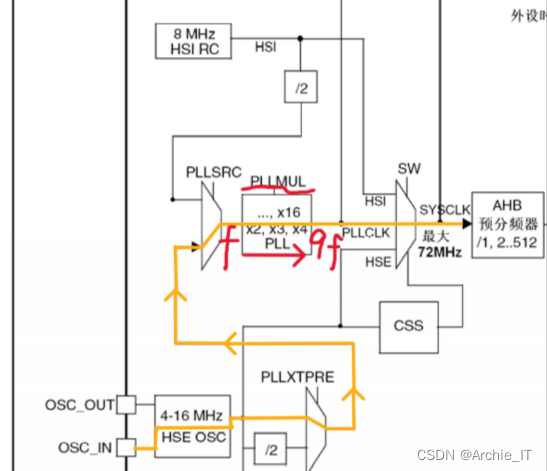 外设时
8 MHz
HSI RC
HSI
/2
PLLSRC
PLLMUL
SW
..., x16
x2, x3, x4
PLL
f
9f
HSI
PLLCLK
HSE
SYSCLK
最大
72MHz
AHB
预分频器
/1, 2..512
CSS
PLLXTPRE
OSC_OUT
4-16 MHz
HSE OSC
OSC_IN
/2
CSDN @Archie_IT